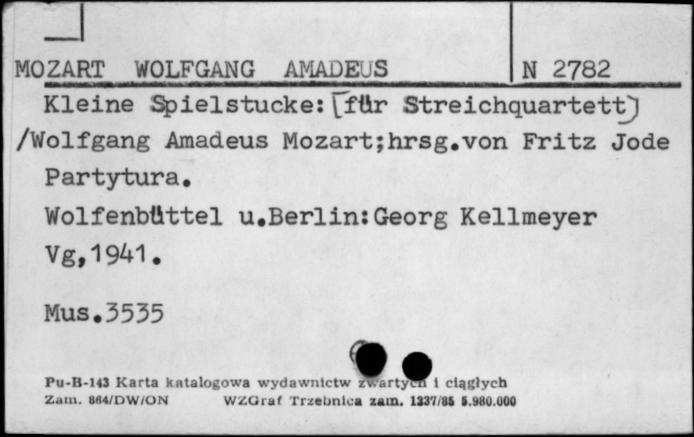 MOZART WOLFGANG AMADEUS N 2782
Kleine Spielstucke:[für Streichquartett]
/Wolfgang Amadeus Mozart;hrsg.von Fritz Jode
Partytura.
Wolfenbüttel u.Berlin:Georg Kellmeyer
Vg,1941.
Mus.3535
Pu-B-143 Karta katalogowa wydawnictw zwartych i ciągłych
Zam. 864/DW/ON WZGraf Trzebnica zam. 1337/85 5.980.000